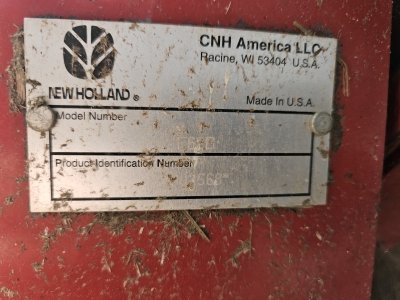 CNH America LLC
Racine, WI 53404 U.S.A.
NEW HOLLAND ®
Made In U.S.A.
Model Number
Product Identification Number